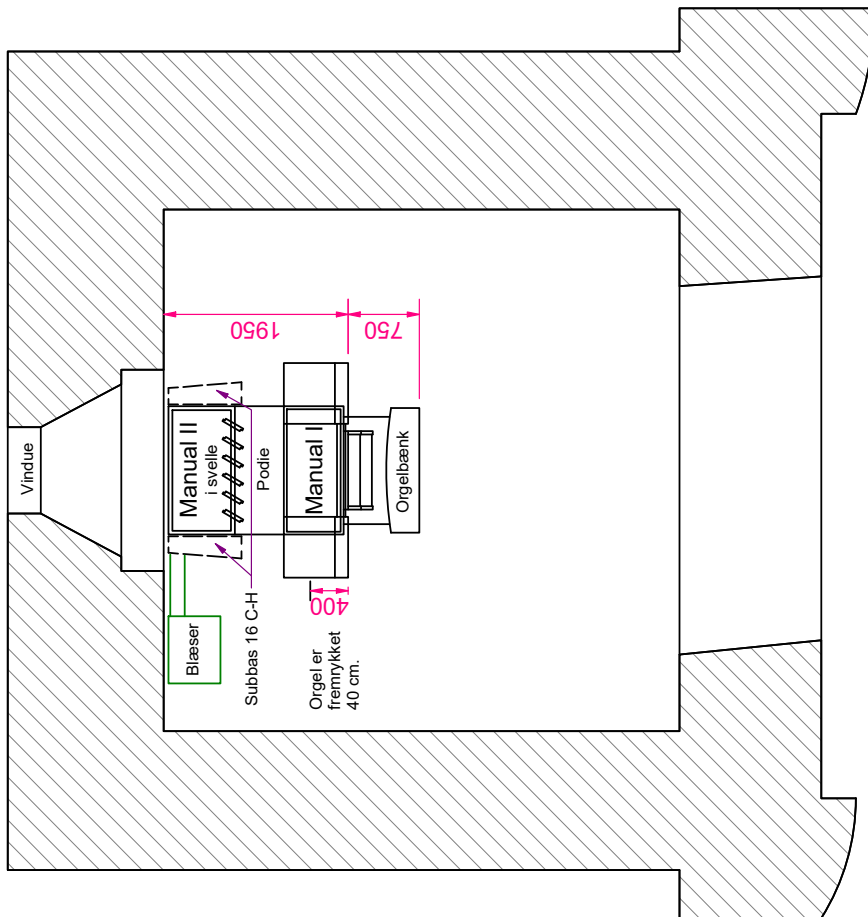 Vindue
Manual II
i svelle
Podie
Manual I
Orgelbænk
Blæser
Subbas 16 C-H
Orgel er
fremrykket
40 cm.
1950
750
400